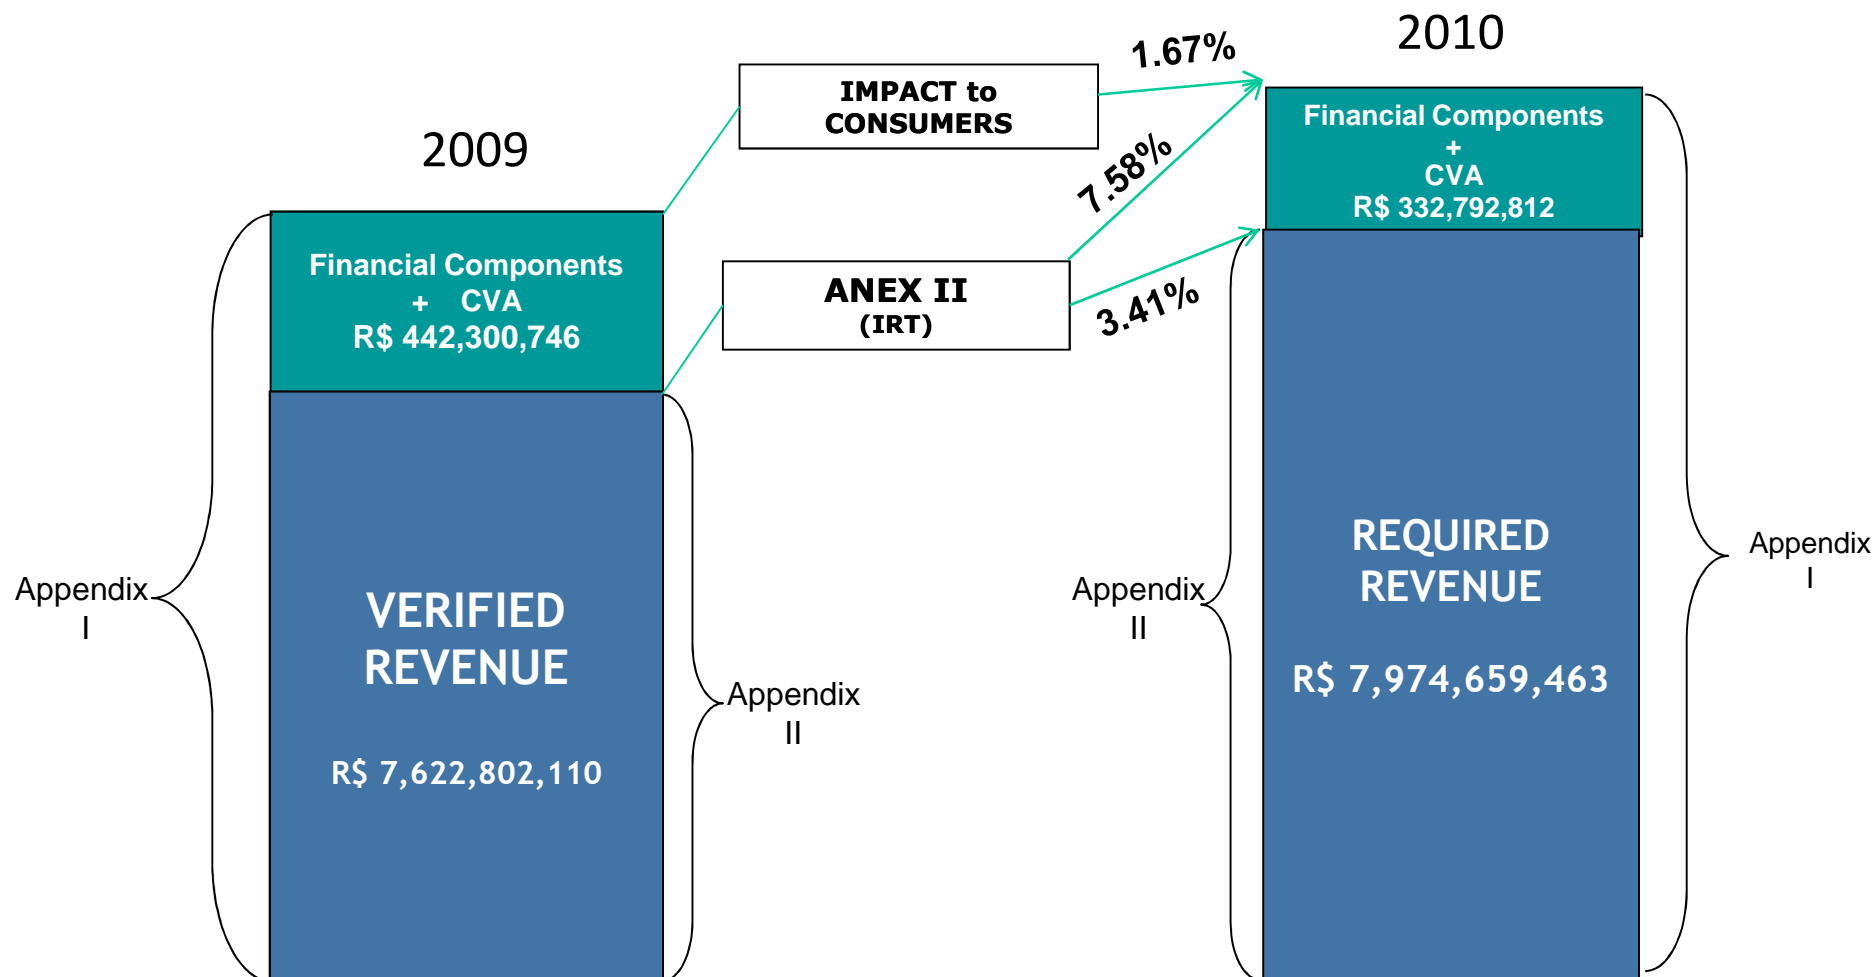 2009
2010
IMPACT to
CONSUMERS
1.67%
7.58%
ANEX II
(IRT)
3.41%
Financial Components
+ CVA
R$ 442,300,746
VERIFIED
REVENUE
R$ 7,622,802,110
Appendix
I
Appendix
II
Financial Components
+
CVA
R$ 332,792,812
REQUIRED
REVENUE
R$ 7,974,659,463
Appendix
II
Appendix
I